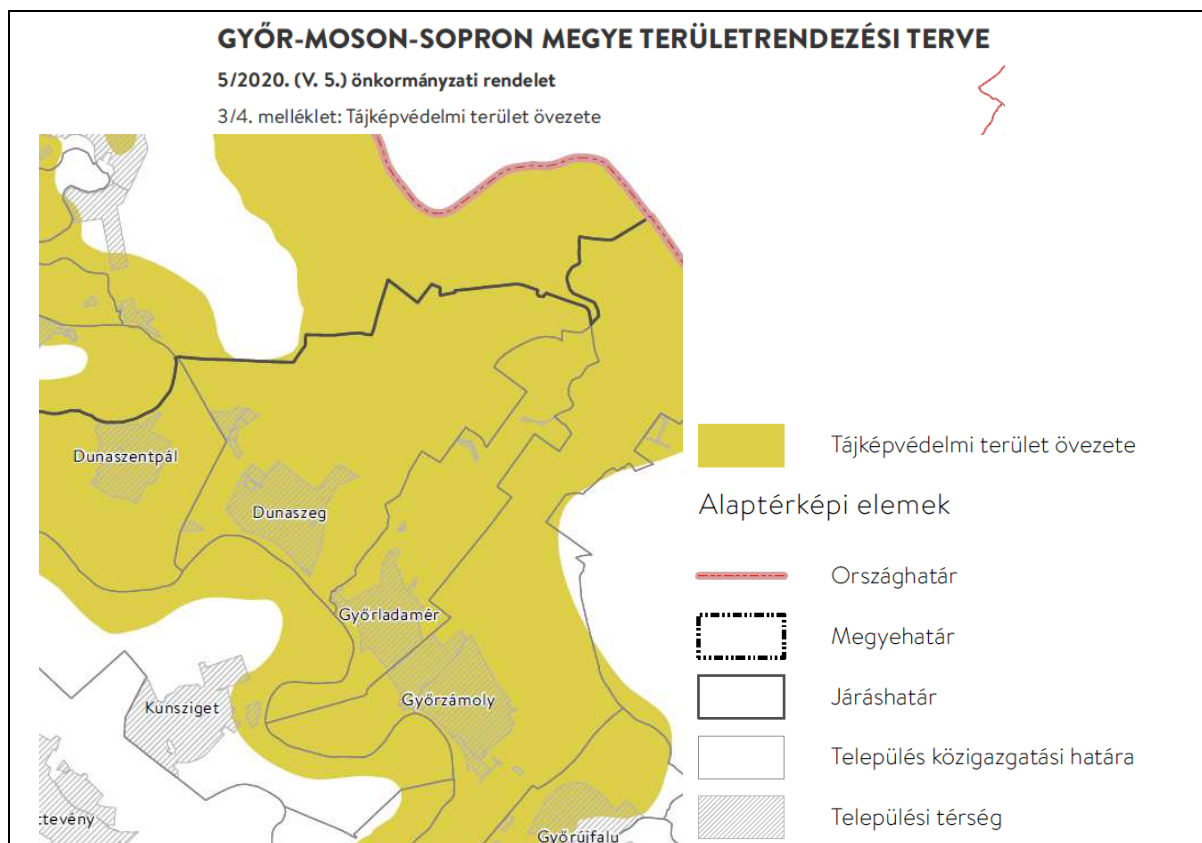 GYŐR-MOSON-SOPRON MEGYE TERÜLETRENDEZÉSI TERVE
5/2020. (V. 5.) önkormányzati rendelet
3/4. melléklet: Tájképvédelmi terület övezete
Dunaszentpál
Dunaszeg
Győrladamér
Kunsziget
Győrzámoly
ttevény
Győrújfalu
Tájképvédelmi terület övezete
Alaptérképi elemek
Országhatár
Megyehatár
Járáshatár
Település közigazgatási határa
Települési térség